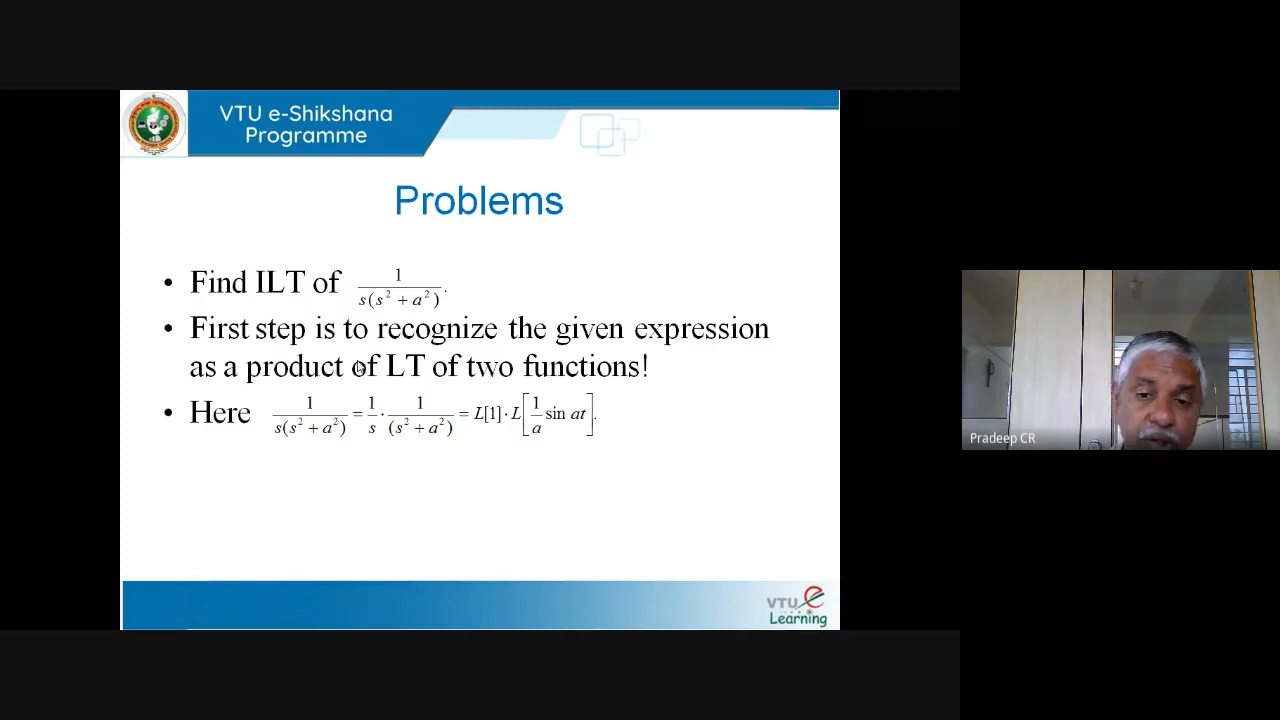 VTU e-Shikshana
Programme
Problems
• Find ILT of 1/(s(s² + a²)).
• First step is to recognize the given expression
as a product of LT of two functions!
• Here 1/(s(s² + a²)) = 1/s · 1/((s² + a²)) = L[1] · L[1/a sin at].
Pradeep CR
VTU e
Learning